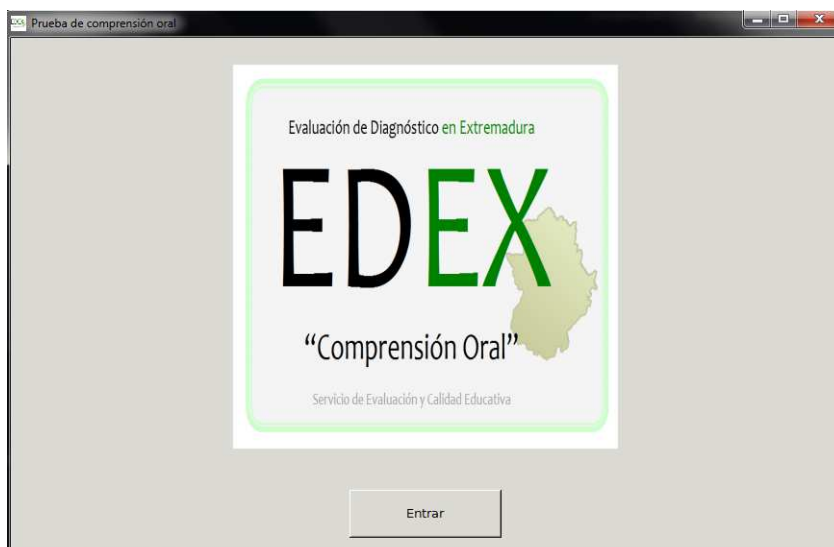 Prueba de comprensión oral
Evaluación de Diagnóstico en Extremadura
EDEX
“Comprensión Oral”
Servicio de Evaluación y Calidad Educativa
Entrar